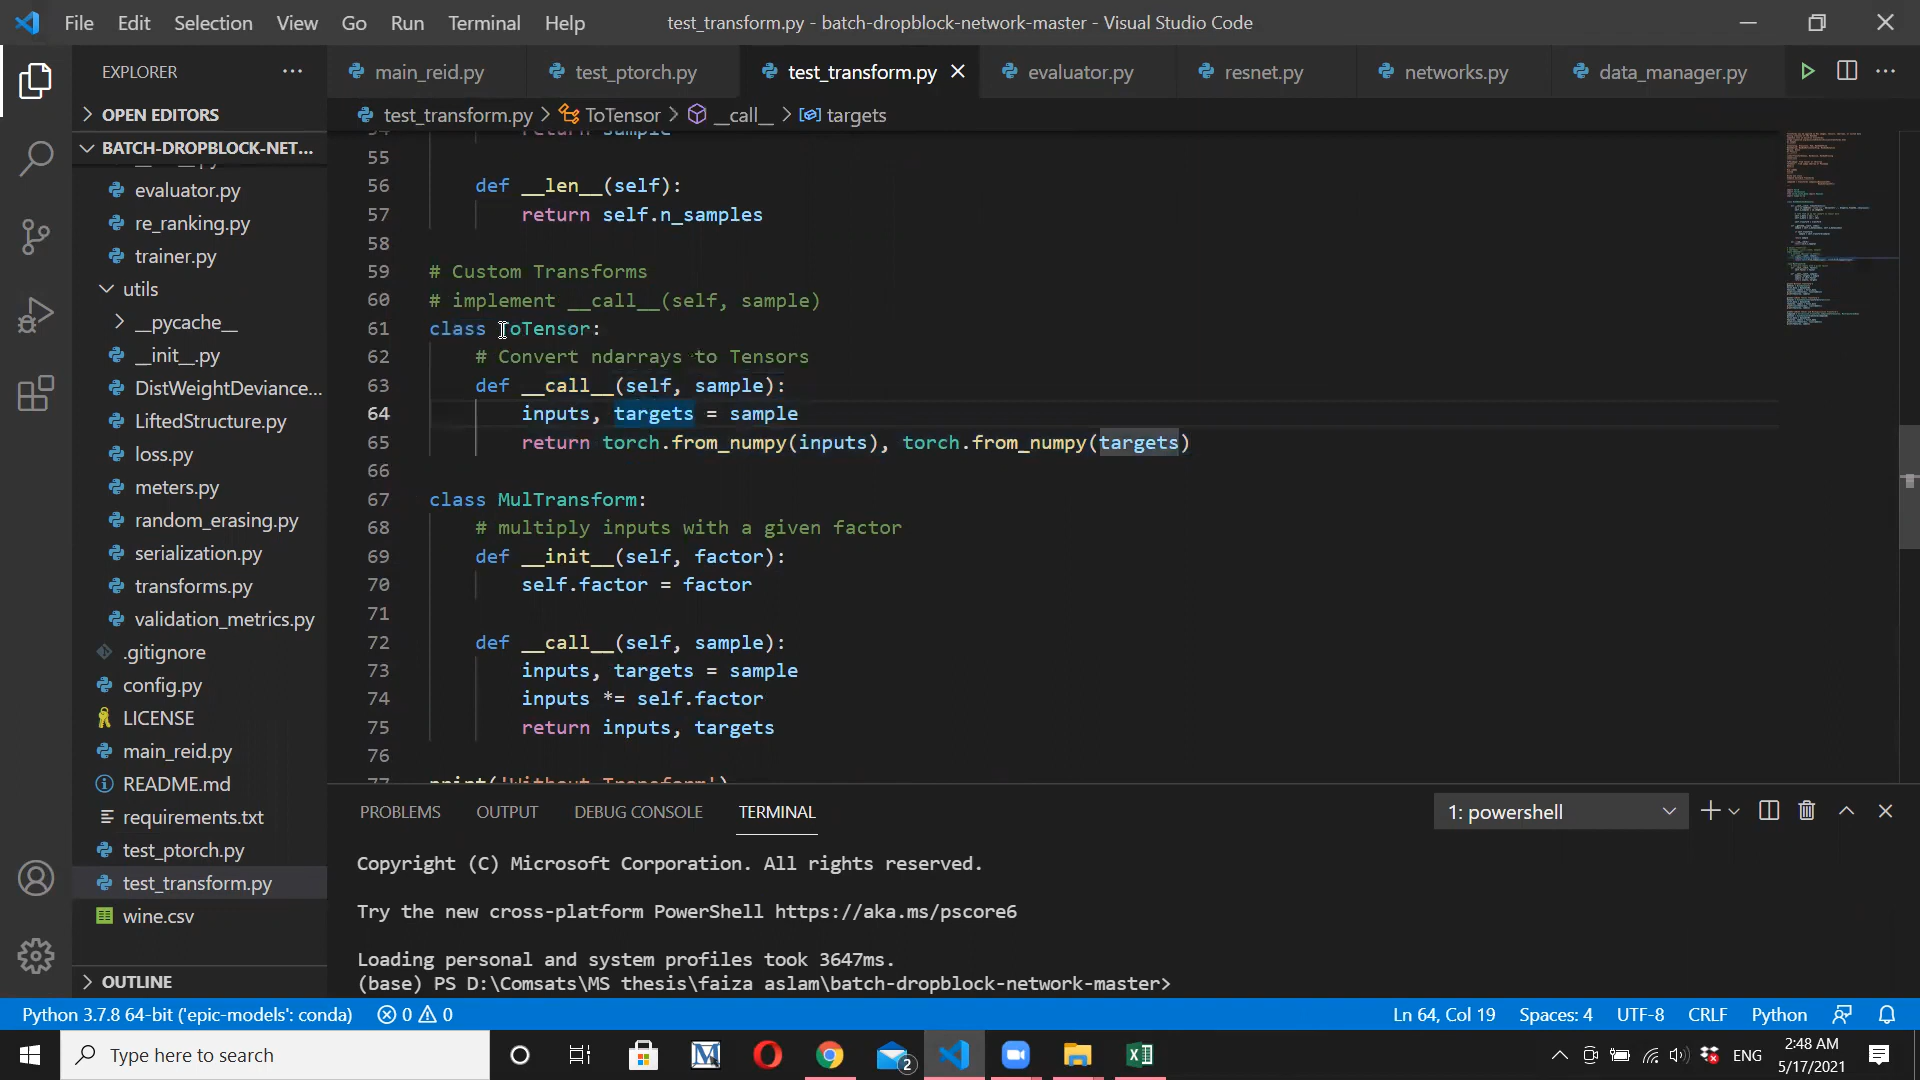 File Edit Selection View Go Run Terminal Help test_transform.py - batch-dropblock-network-master - Visual Studio Code
EXPLORER
main_reid.py test_ptorch.py test_transform.py evaluator.py resnet.py networks.py data_manager.py
OPEN EDITORS
test_transform.py > ToTensor > __call__ > targets
BATCH-DROPBLOCK-NET...
evaluator.py
re_ranking.py
trainer.py
utils
__pycache__
__init__.py
DistWeightDeviance...
LiftedStructure.py
loss.py
meters.py
random_erasing.py
serialization.py
transforms.py
validation_metrics.py
.gitignore
config.py
LICENSE
main_reid.py
README.md
requirements.txt
test_ptorch.py
test_transform.py
wine.csv
OUTLINE
54 return sample
55
56 def __len__(self):
57 return self.n_samples
58
59 # Custom Transforms
60 # implement __call__(self, sample)
61 class ToTensor:
62 # Convert ndarrays to Tensors
63 def __call__(self, sample):
64 inputs, targets = sample
65 return torch.from_numpy(inputs), torch.from_numpy(targets)
66
67 class MulTransform:
68 # multiply inputs with a given factor
69 def __init__(self, factor):
70 self.factor = factor
71
72 def __call__(self, sample):
73 inputs, targets = sample
74 inputs *= self.factor
75 return inputs, targets
76
77 print('Without Transform')
PROBLEMS OUTPUT DEBUG CONSOLE TERMINAL 1: powershell
Copyright (C) Microsoft Corporation. All rights reserved.
Try the new cross-platform PowerShell https://aka.ms/pscore6
Loading personal and system profiles took 3647ms.
(base) PS D:\Comsats\MS thesis\faiza aslam\batch-dropblock-network-master>
Python 3.7.8 64-bit ('epic-models': conda) 0 0 Ln 64, Col 19 Spaces: 4 UTF-8 CRLF Python
Type here to search
2
ENG
2:48 AM
5/17/2021